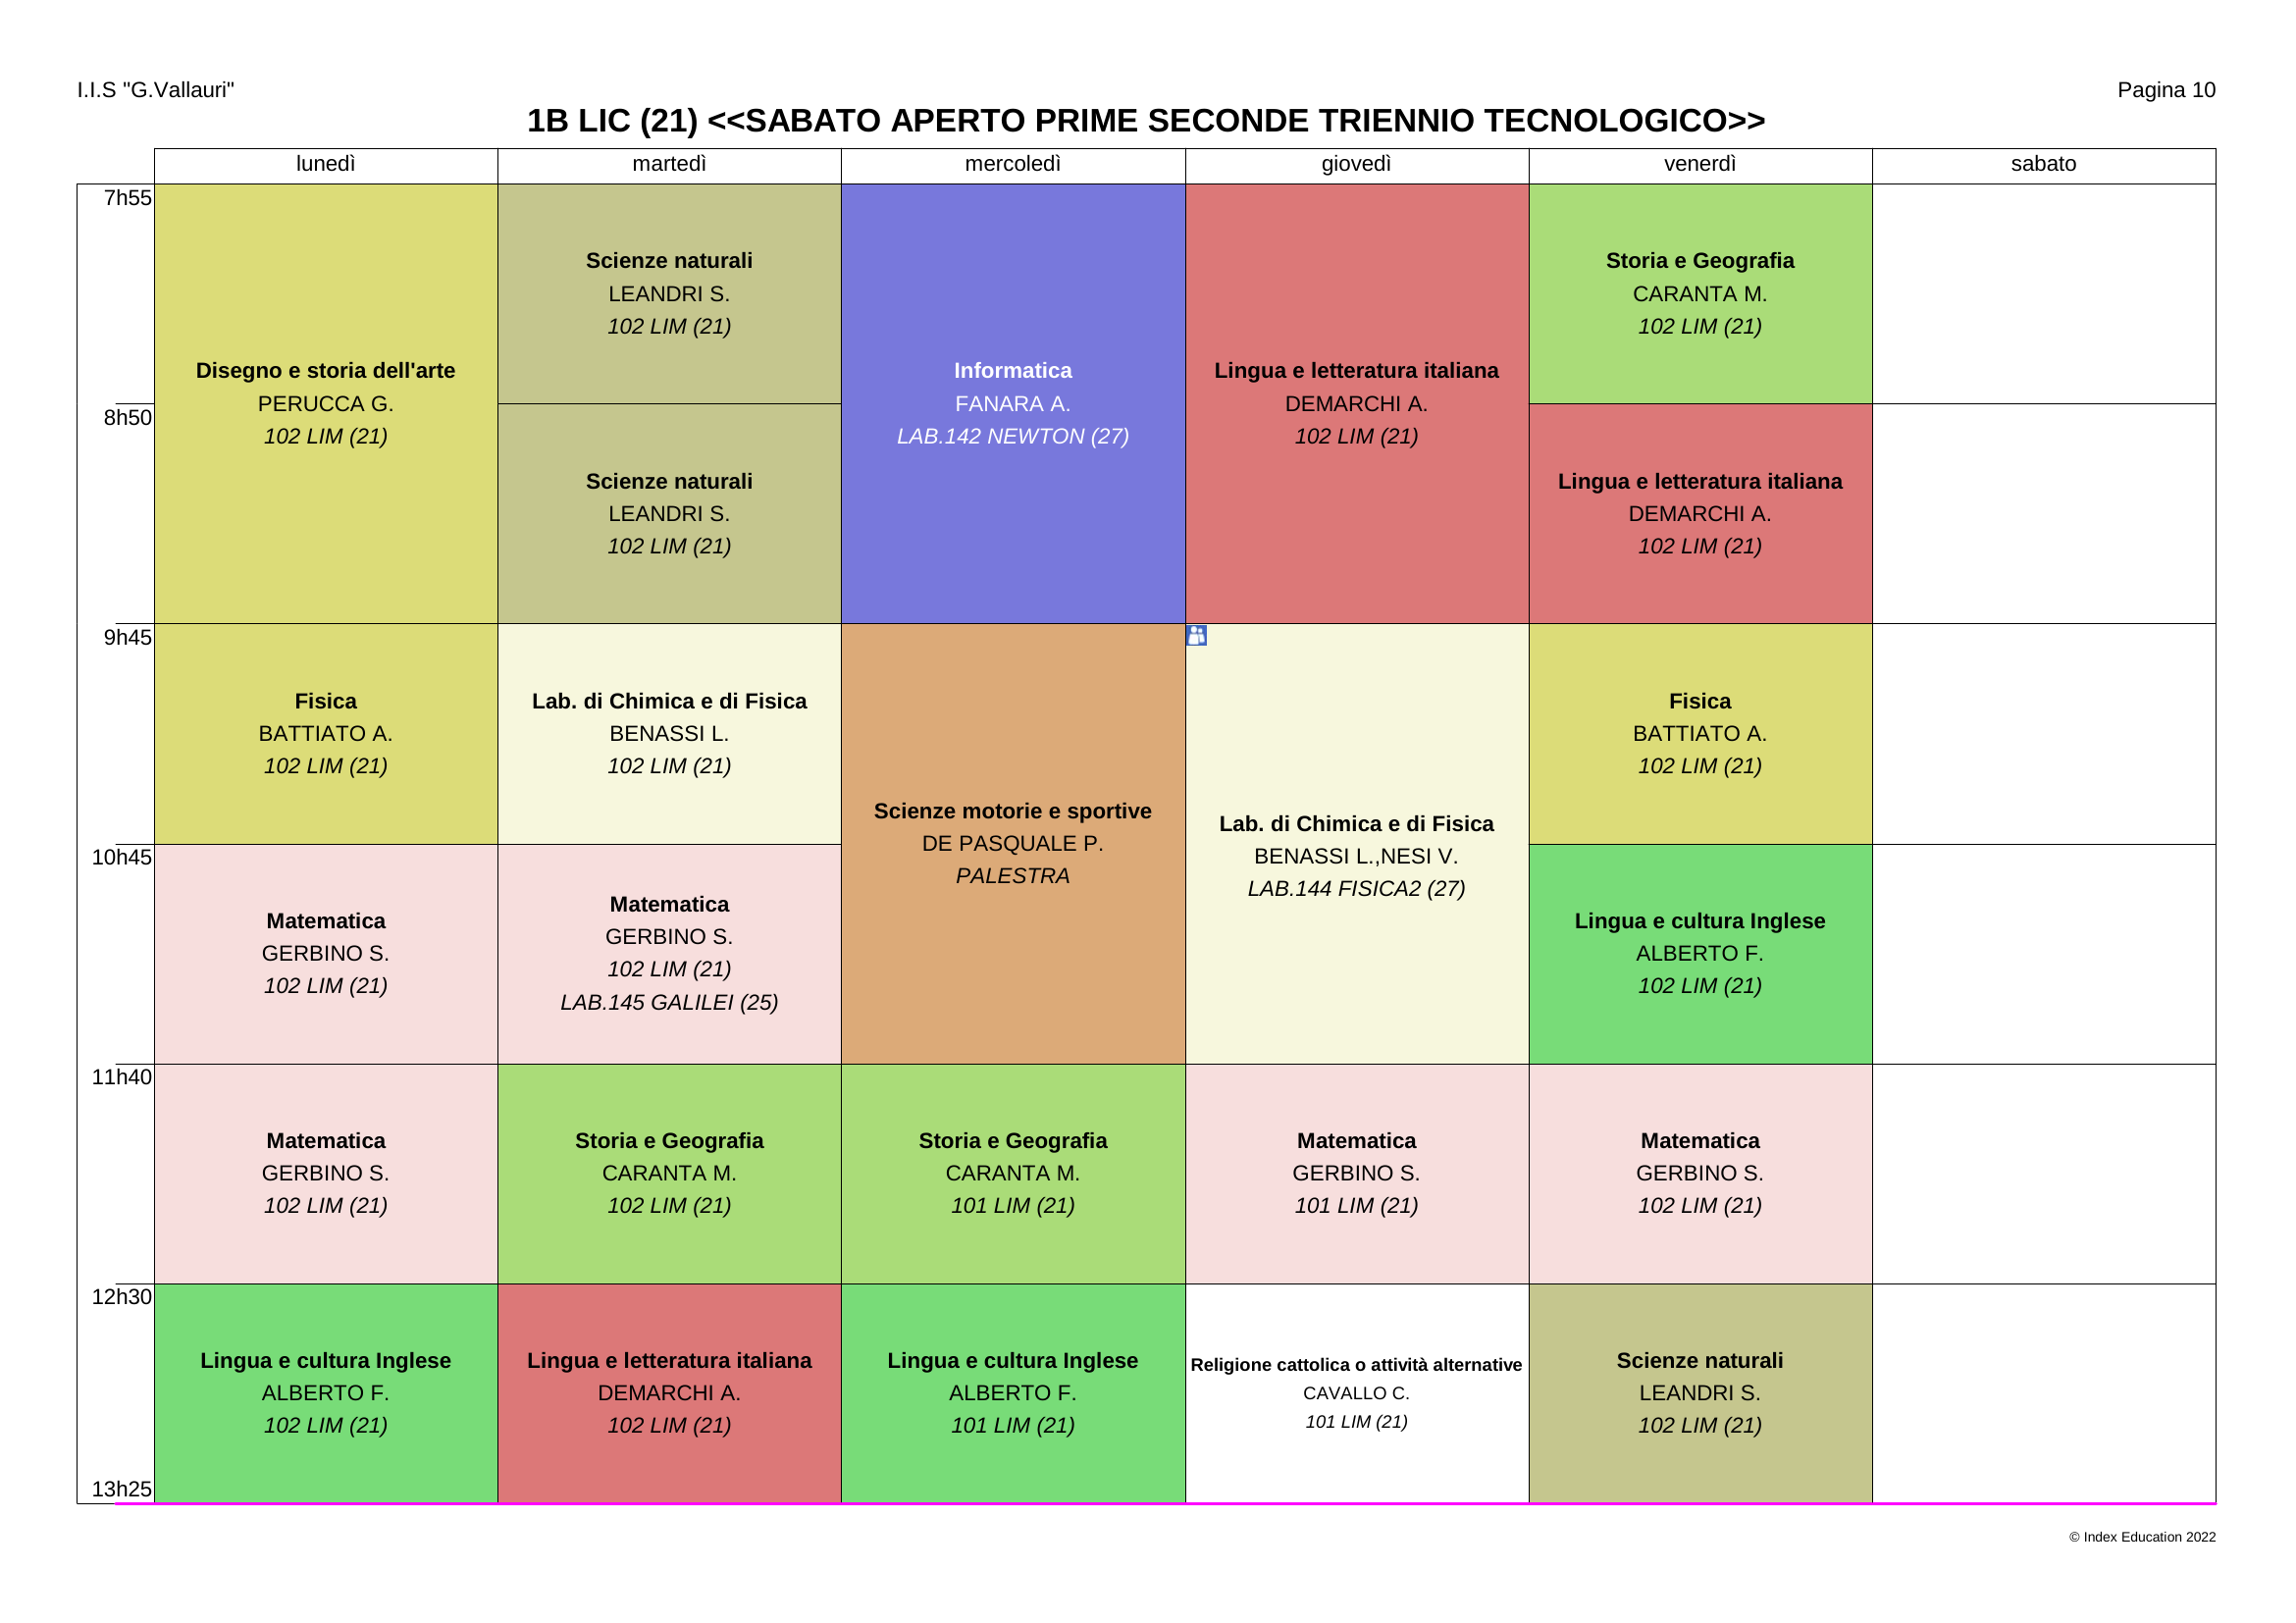 I.I.S "G.Vallauri"
Pagina 10
1B LIC (21) <<SABATO APERTO PRIME SECONDE TRIENNIO TECNOLOGICO>>
lunedì
martedì
mercoledì
giovedì
venerdì
sabato
7h55
8h50
9h45
10h45
11h40
12h30
13h25
Disegno e storia dell'arte
PERUCCA G.
102 LIM (21)
Fisica
BATTIATO A.
102 LIM (21)
Matematica
GERBINO S.
102 LIM (21)
Matematica
GERBINO S.
102 LIM (21)
Lingua e cultura Inglese
ALBERTO F.
102 LIM (21)
Scienze naturali
LEANDRI S.
102 LIM (21)
Scienze naturali
LEANDRI S.
102 LIM (21)
Lab. di Chimica e di Fisica
BENASSI L.
102 LIM (21)
Matematica
GERBINO S.
102 LIM (21)
LAB.145 GALILEI (25)
Storia e Geografia
CARANTA M.
102 LIM (21)
Lingua e letteratura italiana
DEMARCHI A.
102 LIM (21)
Informatica
FANARA A.
LAB.142 NEWTON (27)
Scienze motorie e sportive
DE PASQUALE P.
PALESTRA
Storia e Geografia
CARANTA M.
101 LIM (21)
Lingua e cultura Inglese
ALBERTO F.
101 LIM (21)
Lingua e letteratura italiana
DEMARCHI A.
102 LIM (21)
Lab. di Chimica e di Fisica
BENASSI L.,NESI V.
LAB.144 FISICA2 (27)
Matematica
GERBINO S.
101 LIM (21)
Religione cattolica o attività alternative
CAVALLO C.
101 LIM (21)
Storia e Geografia
CARANTA M.
102 LIM (21)
Lingua e letteratura italiana
DEMARCHI A.
102 LIM (21)
Fisica
BATTIATO A.
102 LIM (21)
Lingua e cultura Inglese
ALBERTO F.
102 LIM (21)
Matematica
GERBINO S.
102 LIM (21)
Scienze naturali
LEANDRI S.
102 LIM (21)
© Index Education 2022